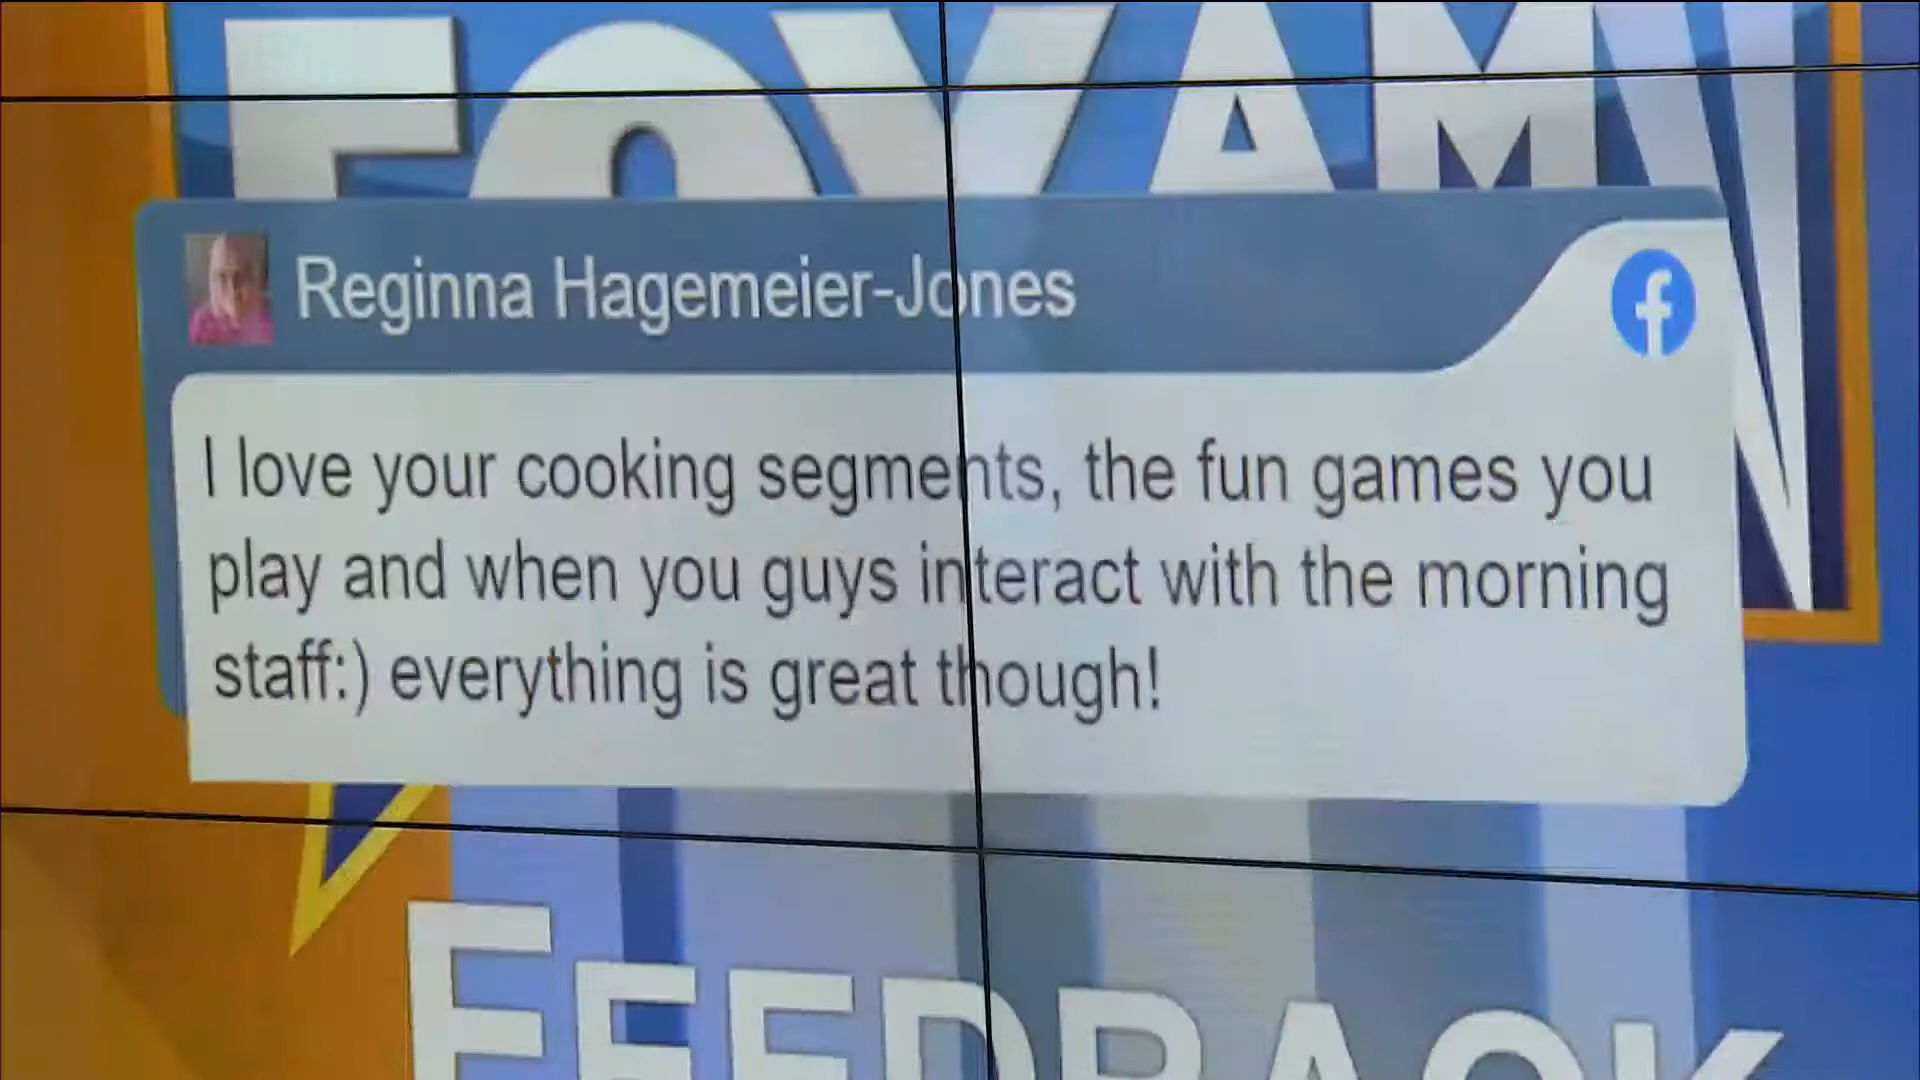 FOX AM
Reginna Hagemeier-Jones
I love your cooking segments, the fun games you
play and when you guys interact with the morning
staff:) everything is great though!
FEEDBACK